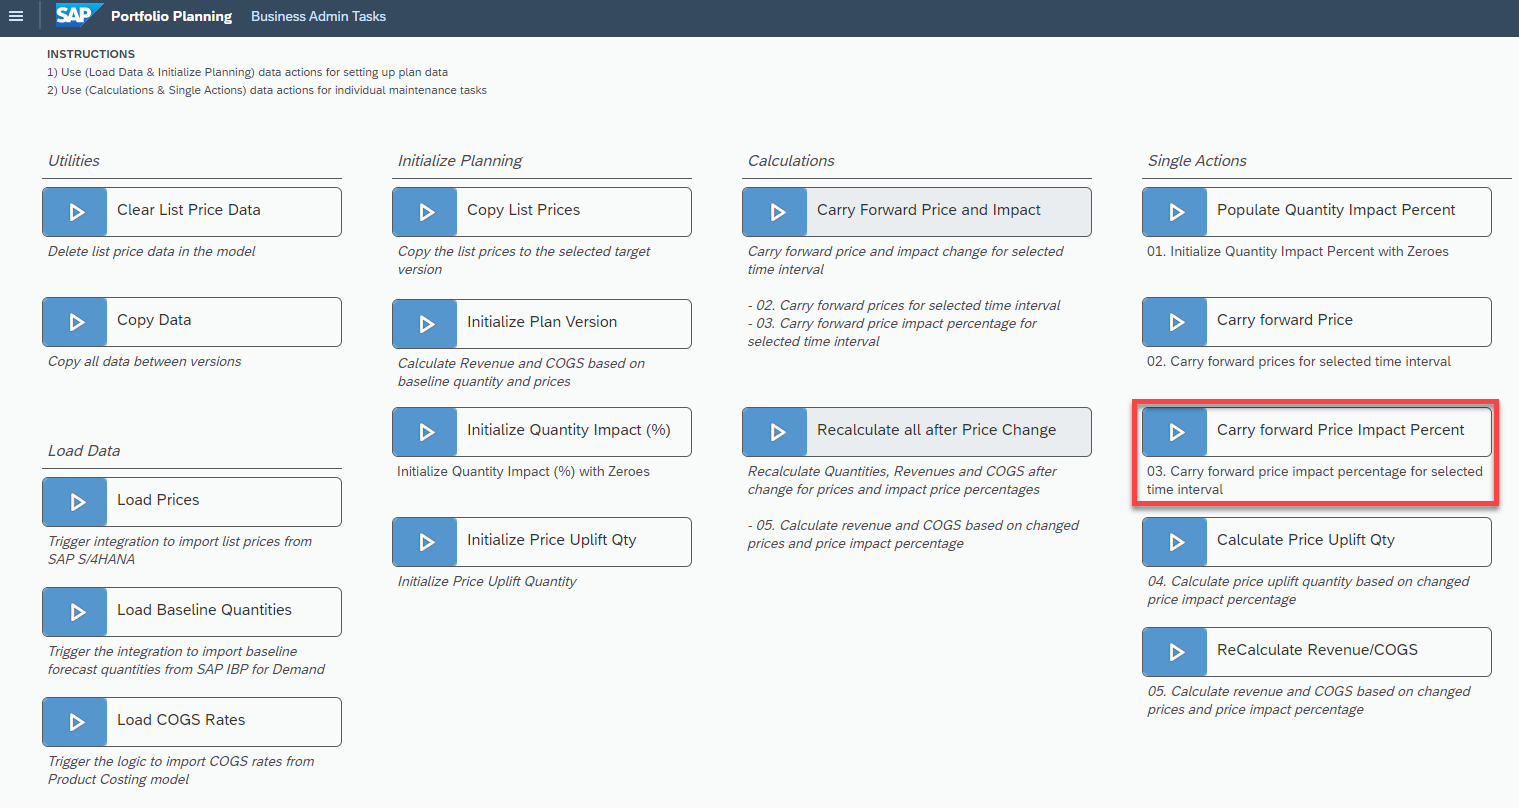 SAP Portfolio Planning Business Admin Tasks
INSTRUCTIONS
1) Use (Load Data & Initialize Planning) data actions for setting up plan data
2) Use (Calculations & Single Actions) data actions for individual maintenance tasks
Utilities
Clear List Price Data
Delete list price data in the model
Copy Data
Copy all data between versions
Load Data
Load Prices
Trigger integration to import list prices from
SAP S/4HANA
Load Baseline Quantities
Trigger the integration to import baseline
forecast quantities from SAP IBP for Demand
Load COGS Rates
Trigger the logic to import COGS rates from
Product Costing model
Initialize Planning
Copy List Prices
Copy the list prices to the selected target
version
Initialize Plan Version
Calculate Revenue and COGS based on
baseline quantity and prices
Initialize Quantity Impact (%)
Initialize Quantity Impact (%) with Zeroes
Initialize Price Uplift Qty
Initialize Price Uplift Quantity
Calculations
Carry Forward Price and Impact
Carry forward price and impact change for selected
time interval
- 02. Carry forward prices for selected time interval
- 03. Carry forward price impact percentage for
selected time interval
Recalculate all after Price Change
Recalculate Quantities, Revenues and COGS after
change for prices and impact price percentages
- 05. Calculate revenue and COGS based on changed
prices and price impact percentage
Single Actions
Populate Quantity Impact Percent
01. Initialize Quantity Impact Percent with Zeroes
Carry forward Price
02. Carry forward prices for selected time interval
Carry forward Price Impact Percent
03. Carry forward price impact percentage for selected
time interval
Calculate Price Uplift Qty
04. Calculate price uplift quantity based on changed
price impact percentage
ReCalculate Revenue/COGS
05. Calculate revenue and COGS based on changed
prices and price impact percentage